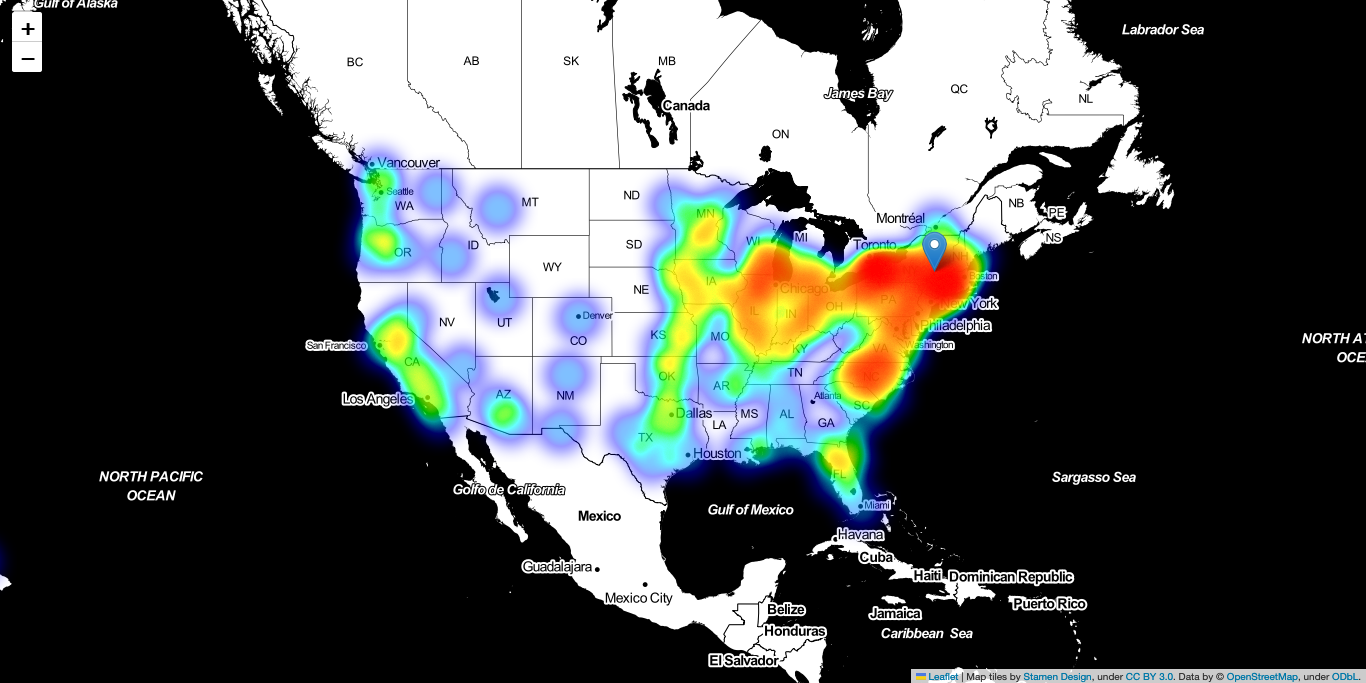 Gulf of Alaska
+
−
Labrador Sea
BC
AB
SK
MB
James Bay
QC
NL
Canada
ON
Vancouver
Seattle
WA
MT
ND
MN
NB
PE
Montréal
NS
OR
ID
SD
WI
MI
Toronto
NH
WY
IA
Boston
NE
Chicago
PA
New York
NV
UT
Denver
IL
IN
OH
Philadelphia
San Francisco
CO
KS
MO
KY
VA
Washington
NORTH AT
OCE
CA
OK
TN
NC
Los Angeles
AZ
NM
AR
Atlanta
SC
Dallas
MS
AL
GA
LA
TX
Houston
NORTH PACIFIC
OCEAN
Golfo de California
FL
Sargasso Sea
Miami
Mexico
Gulf of Mexico
Havana
Cuba
Guadalajara
Haiti
Dominican Republic
Mexico City
Belize
Jamaica
Puerto Rico
Honduras
Caribbean Sea
El Salvador
Leaflet | Map tiles by Stamen Design, under CC BY 3.0. Data by © OpenStreetMap, under ODbL.